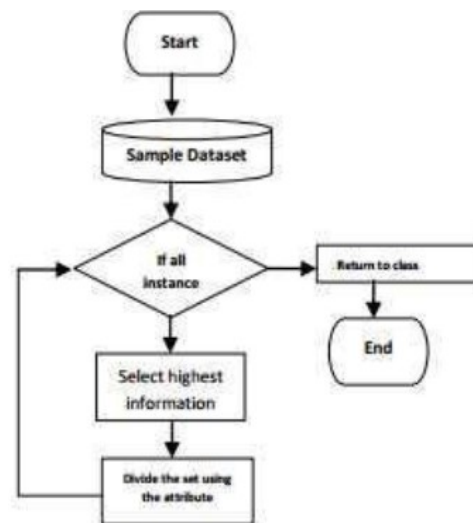 Start
Sample Dataset
If all
instance
Return to class
Select highest
information
End
Divide the set using
the attribute